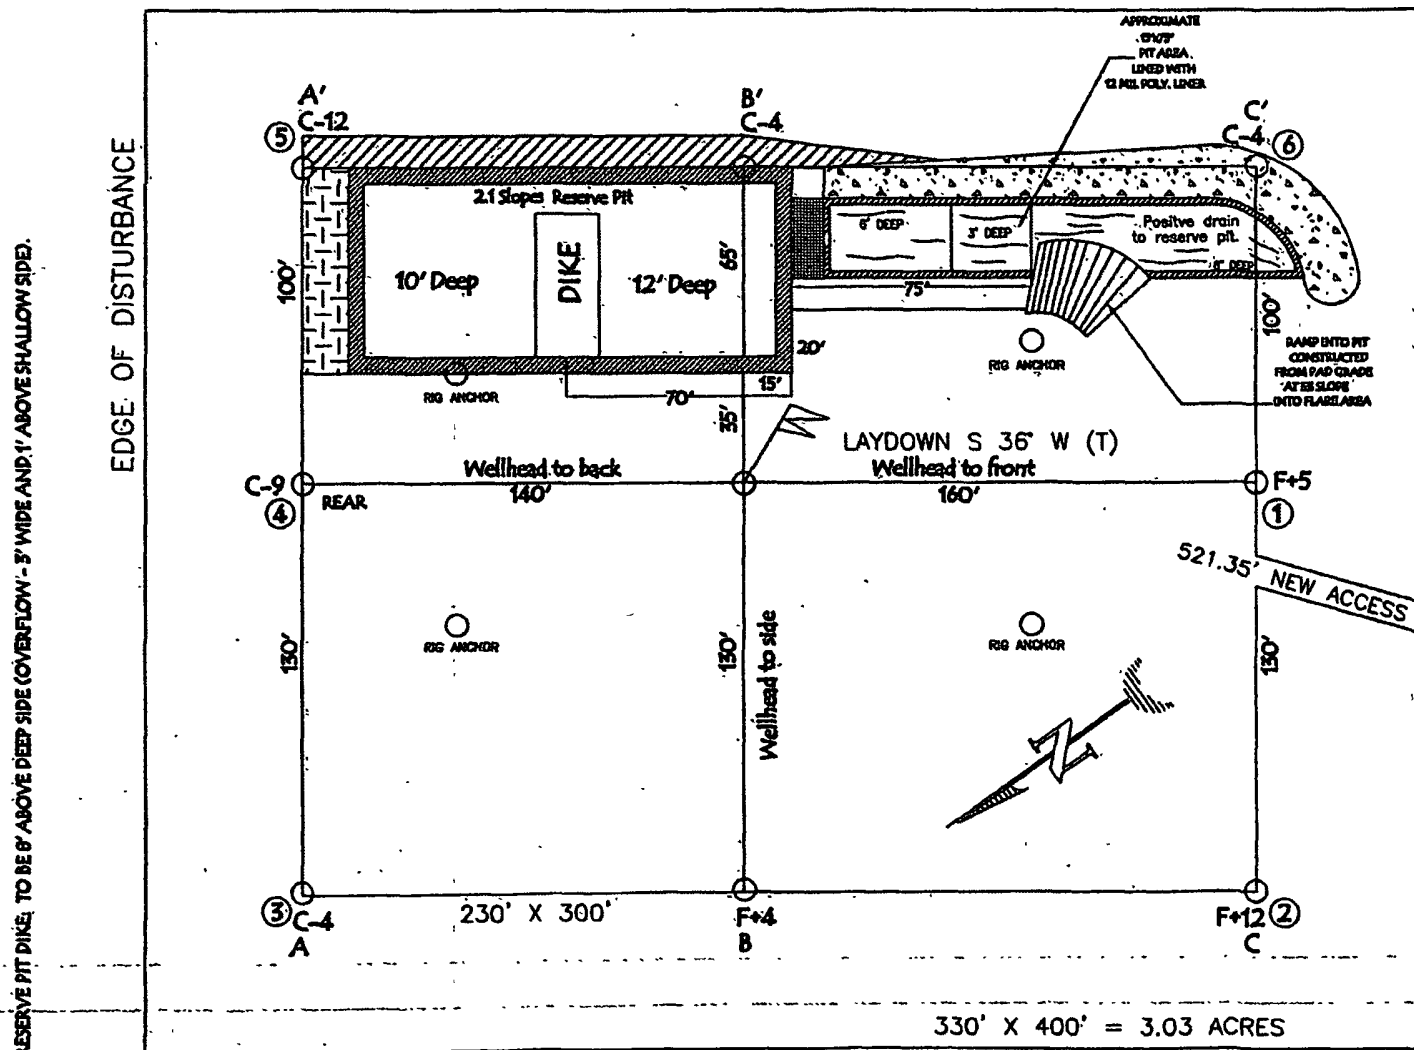 APPROXIMATE
PIT AREA
LINED WITH
12 MIL. POLY. LINER
A'
C-12
⑤
B'
C-4
C'
C-4
⑥
2:1 Slopes Reserve Pit
10' Deep
DIKE
12' Deep
65'
6' DEEP
3' DEEP
Positve drain
to reserve pit.
75'
100'
100'
20'
15'
70'
35'
RIG ANCHOR
RIG ANCHOR
RAMP INTO PIT
CONSTRUCTED
FROM PAD GRADE
INTO FLARE AREA
LAYDOWN S 36° W (T)
Wellhead to back
140'
Wellhead to front
160'
C-9
④
REAR
F+5
①
521.35' NEW ACCESS
RIG ANCHOR
RIG ANCHOR
130'
130'
Wellhead to side
130'
N
③
C-4
A
230' X 300'
F+4
B
F+12
②
C
330' X 400' = 3.03 ACRES
EDGE OF DISTURBANCE
RESERVE PIT DIKE; TO BE 8' ABOVE DEEP SIDE (OVERFLOW - 3' WIDE AND 1' ABOVE SHALLOW SIDE).